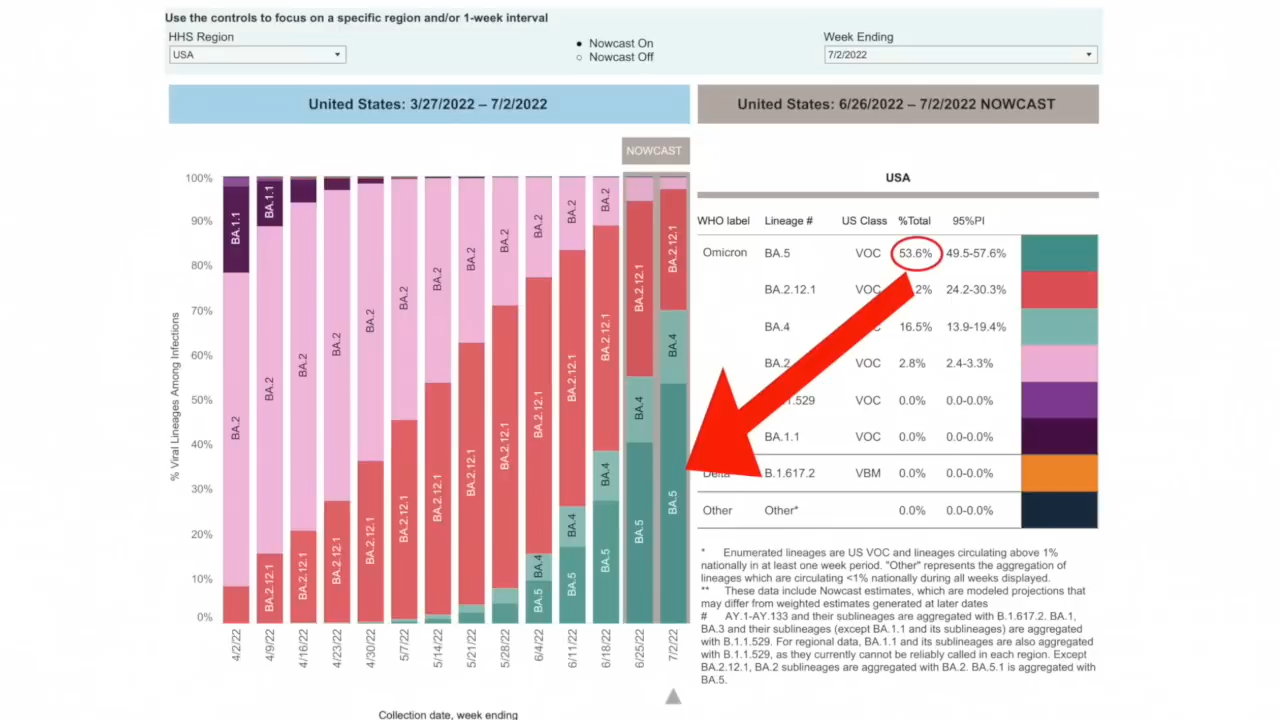 Use the controls to focus on a specific region and/or 1-week interval
HHS Region
USA
Nowcast On
Nowcast Off
Week Ending
7/2/2022
United States: 3/27/2022 – 7/2/2022
United States: 6/26/2022 – 7/2/2022 NOWCAST
NOWCAST
% Viral Lineages Among Infections
100%
90%
80%
70%
60%
50%
40%
30%
20%
10%
0%
BA.1.1
BA.2
BA.1.1
BA.2
BA.2.12.1
BA.2
BA.2.12.1
BA.2
BA.2.12.1
BA.2
BA.2.12.1
BA.2
BA.2.12.1
BA.2
BA.2.12.1
BA.2
BA.2.12.1
BA.2
BA.2.12.1
BA.2
BA.2.12.1
BA.4
BA.5
BA.2
BA.2.12.1
BA.4
BA.5
BA.2
BA.2.12.1
BA.4
BA.5
BA.2.12.1
BA.4
BA.5
BA.2.12.1
BA.4
BA.5
4/2/22
4/9/22
4/16/22
4/23/22
4/30/22
5/7/22
5/14/22
5/21/22
5/28/22
6/4/22
6/11/22
6/18/22
6/25/22
7/2/22
Collection date, week ending
USA
WHO label Lineage # US Class %Total 95%PI
Omicron BA.5 VOC 53.6% 49.5-57.6%
BA.2.12.1 VOC 2% 24.2-30.3%
BA.4 16.5% 13.9-19.4%
BA.2 VOC 2.8% 2.4-3.3%
.529 VOC 0.0% 0.0-0.0%
BA.1.1 VOC 0.0% 0.0-0.0%
B.1.617.2 VBM 0.0% 0.0-0.0%
Other Other* 0.0% 0.0-0.0%
* Enumerated lineages are US VOC and lineages circulating above 1%
nationally in at least one week period. "Other" represents the aggregation of
lineages which are circulating <1% nationally during all weeks displayed.
** These data include Nowcast estimates, which are modeled projections that
may differ from weighted estimates generated at later dates
# AY.1-AY.133 and their sublineages are aggregated with B.1.617.2. BA.1,
BA.3 and their sublineages (except BA.1.1 and its sublineages) are aggregated
with B.1.1.529. For regional data, BA.1.1 and its sublineages are also aggregated
with B.1.1.529, as they currently cannot be reliably called in each region. Except
BA.2.12.1, BA.2 sublineages are aggregated with BA.2. BA.5.1 is aggregated with
BA.5.